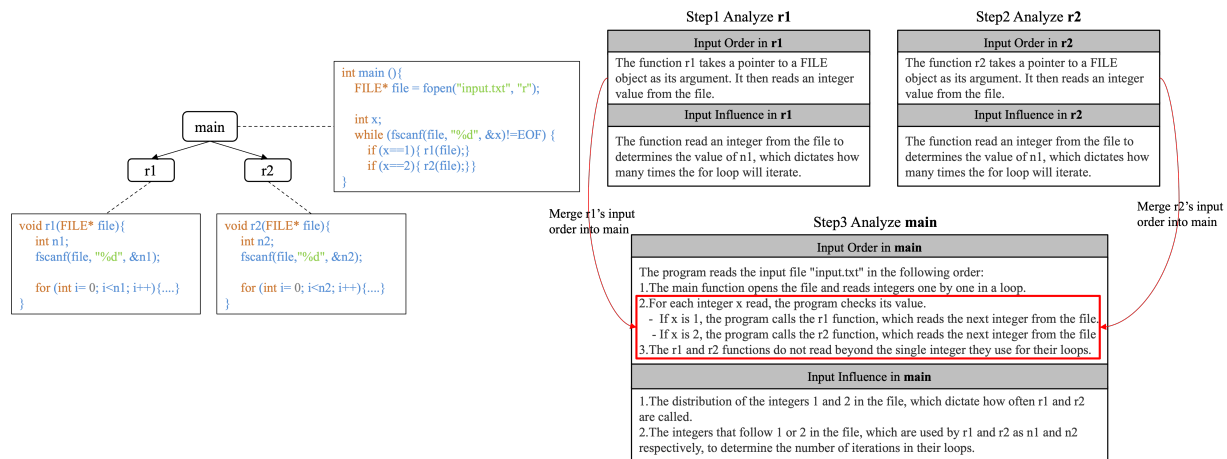 main
r1
r2
int main (){
FILE* file = fopen("input.txt", "r");
int x;
while (fscanf(file, "%d", &x)!=EOF) {
if (x==1){ r1(file);}
if (x==2){ r2(file);}}
}
void r1(FILE* file){
int n1;
fscanf(file, "%d", &n1);
for (int i= 0; i<n1; i++){....}
}
void r2(FILE* file){
int n2;
fscanf(file,"%d", &n2);
for (int i= 0; i<n2; i++){....}
}
Step1 Analyze r1
Input Order in r1
The function r1 takes a pointer to a FILE
object as its argument. It then reads an integer
value from the file.
Input Influence in r1
The function read an integer from the file to
determines the value of n1, which dictates how
many times the for loop will iterate.
Step2 Analyze r2
Input Order in r2
The function r2 takes a pointer to a FILE
object as its argument. It then reads an integer
value from the file.
Input Influence in r2
The function read an integer from the file to
determines the value of n1, which dictates how
many times the for loop will iterate.
Merge r1's input
order into main
Merge r2's input
order into main
Step3 Analyze main
Input Order in main
The program reads the input file "input.txt" in the following order:
1.The main function opens the file and reads integers one by one in a loop.
2.For each integer x read, the program checks its value.
- If x is 1, the program calls the r1 function, which reads the next integer from the file.
- If x is 2, the program calls the r2 function, which reads the next integer from the file
3.The r1 and r2 functions do not read beyond the single integer they use for their loops.
Input Influence in main
1.The distribution of the integers 1 and 2 in the file, which dictate how often r1 and r2
are called.
2.The integers that follow 1 or 2 in the file, which are used by r1 and r2 as n1 and n2
respectively, to determine the number of iterations in their loops.